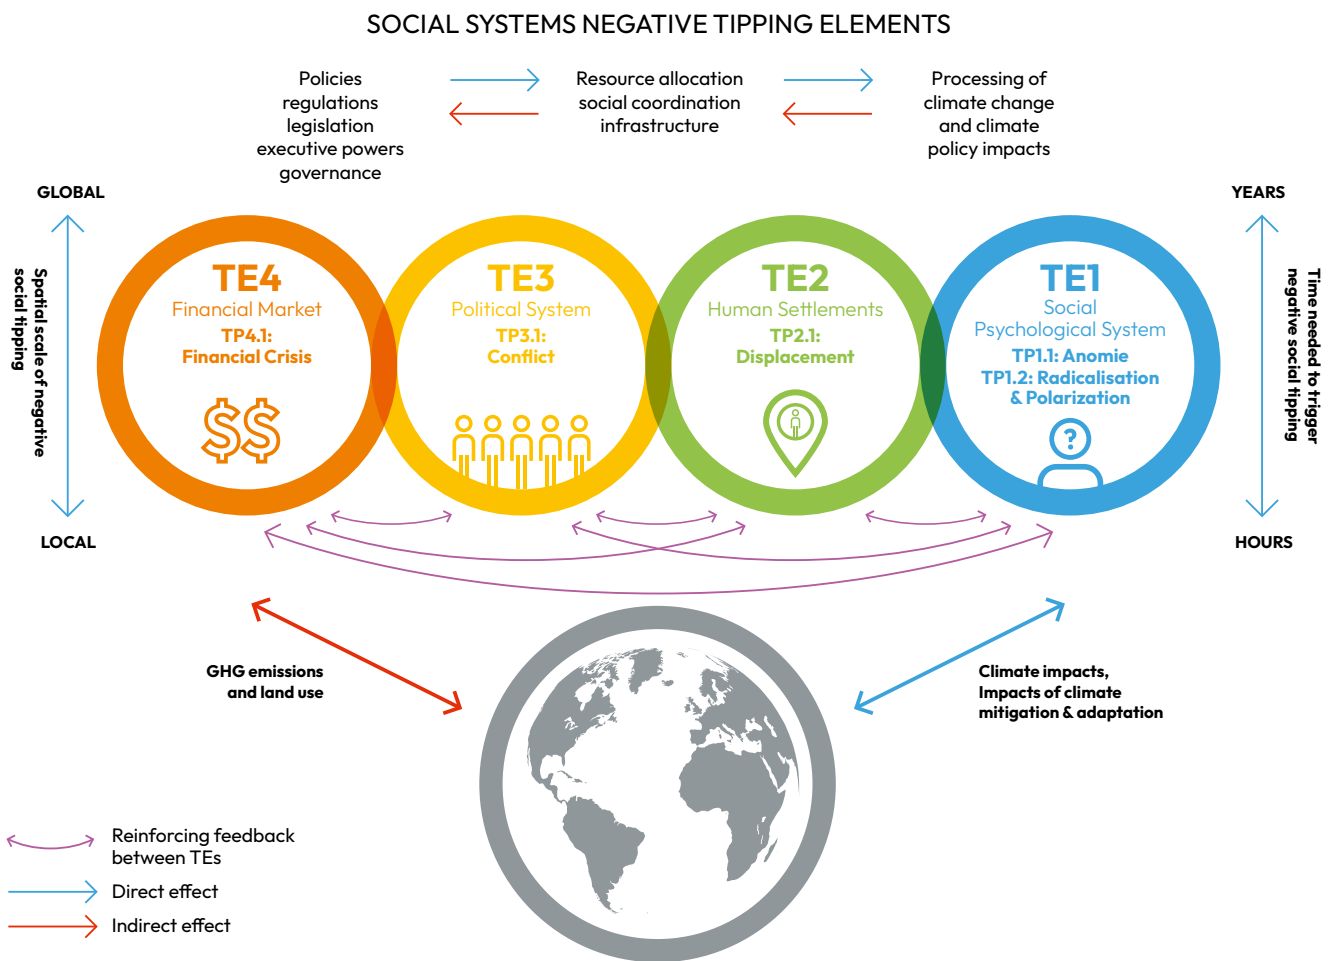 SOCIAL SYSTEMS NEGATIVE TIPPING ELEMENTS
Policies
regulations
legislation
executive powers
governance
Resource allocation
social coordination
infrastructure
Processing of
climate change
and climate
policy impacts
GLOBAL
Spatial scale of negative
social tipping
LOCAL
TE4
Financial Market
TP4.1:
Financial Crisis
$$
TE3
Political System
TP3.1:
Conflict
TE2
Human Settlements
TP2.1:
Displacement
TE1
Social
Psychological System
TP1.1: Anomie
TP1.2: Radicalisation
& Polarization
?
YEARS
Time needed to trigger
negative social tipping
HOURS
GHG emissions
and land use
Climate impacts,
Impacts of climate
mitigation & adaptation
Reinforcing feedback
between TEs
Direct effect
Indirect effect